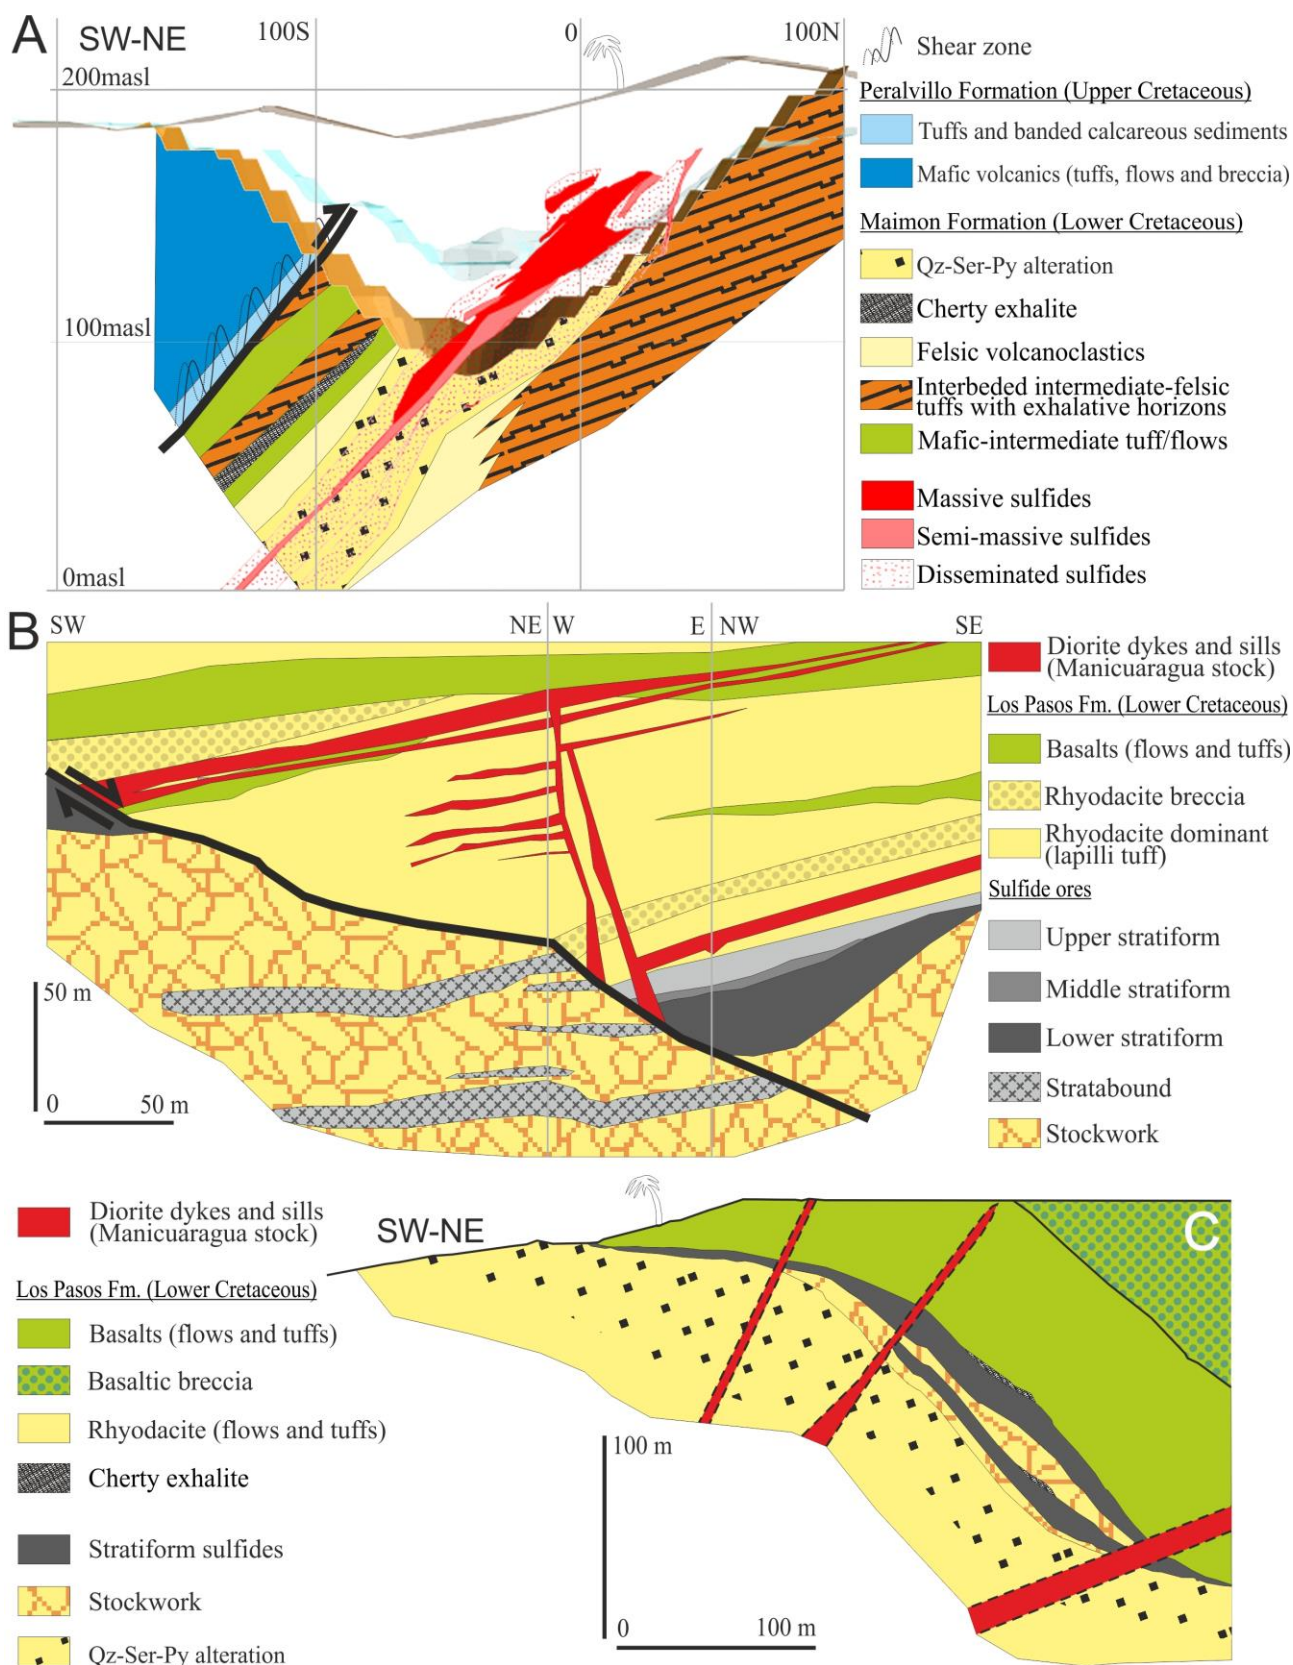 A
SW-NE
100S
0
100N
200masl
100masl
0masl
Shear zone
Peralvillo Formation (Upper Cretaceous)
Tuffs and banded calcareous sediments
Mafic volcanics (tuffs, flows and breccia)
Maimon Formation (Lower Cretaceous)
Qz-Ser-Py alteration
Cherty exhalite
Felsic volcanoclastics
Interbeded intermediate-felsic
tuffs with exhalative horizons
Mafic-intermediate tuff/flows
Massive sulfides
Semi-massive sulfides
Disseminated sulfides
B
SW
NE
W
E
NW
SE
50 m
0
50 m
Diorite dykes and sills
(Manicuaragua stock)
Los Pasos Fm. (Lower Cretaceous)
Basalts (flows and tuffs)
Rhyodacite breccia
Rhyodacite dominant
(lapilli tuff)
Sulfide ores
Upper stratiform
Middle stratiform
Lower stratiform
Stratabound
Stockwork
Diorite dykes and sills
(Manicuaragua stock)
Los Pasos Fm. (Lower Cretaceous)
Basalts (flows and tuffs)
Basaltic breccia
Rhyodacite (flows and tuffs)
Cherty exhalite
Stratiform sulfides
Stockwork
Qz-Ser-Py alteration
SW-NE
C
100 m
0
100 m